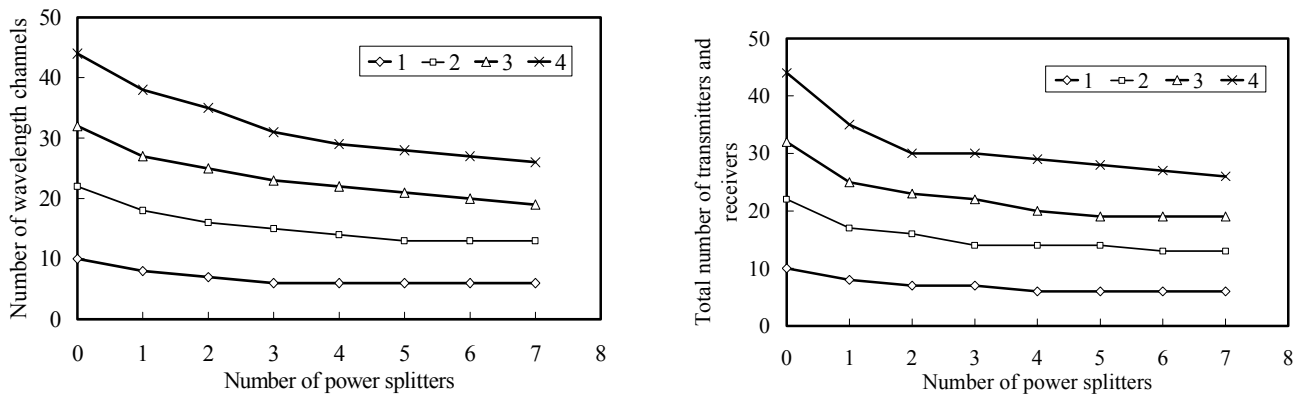 50
40
30
20
10
0
Number of wavelength channels
1 2 3 4
0 1 2 3 4 5 6 7 8
Number of power splitters
50
40
30
20
10
0
Total number of transmitters and
receivers
1 2 3 4
0 1 2 3 4 5 6 7 8
Number of power splitters